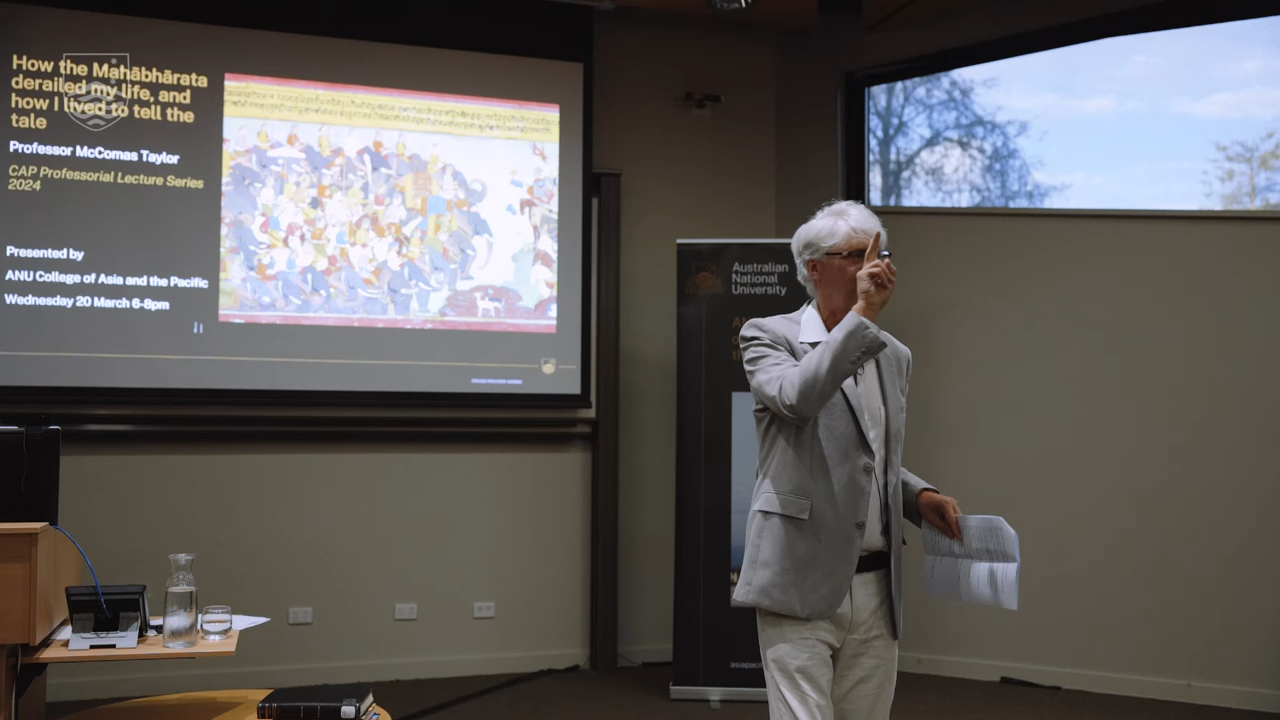 How the Mahābhārata
derailed my life, and
how I lived to tell the
tale
Professor McComas Taylor
CAP Professorial Lecture Series
2024
Presented by
ANU College of Asia and the Pacific
Wednesday 20 March 6-8pm
Australian
National
University